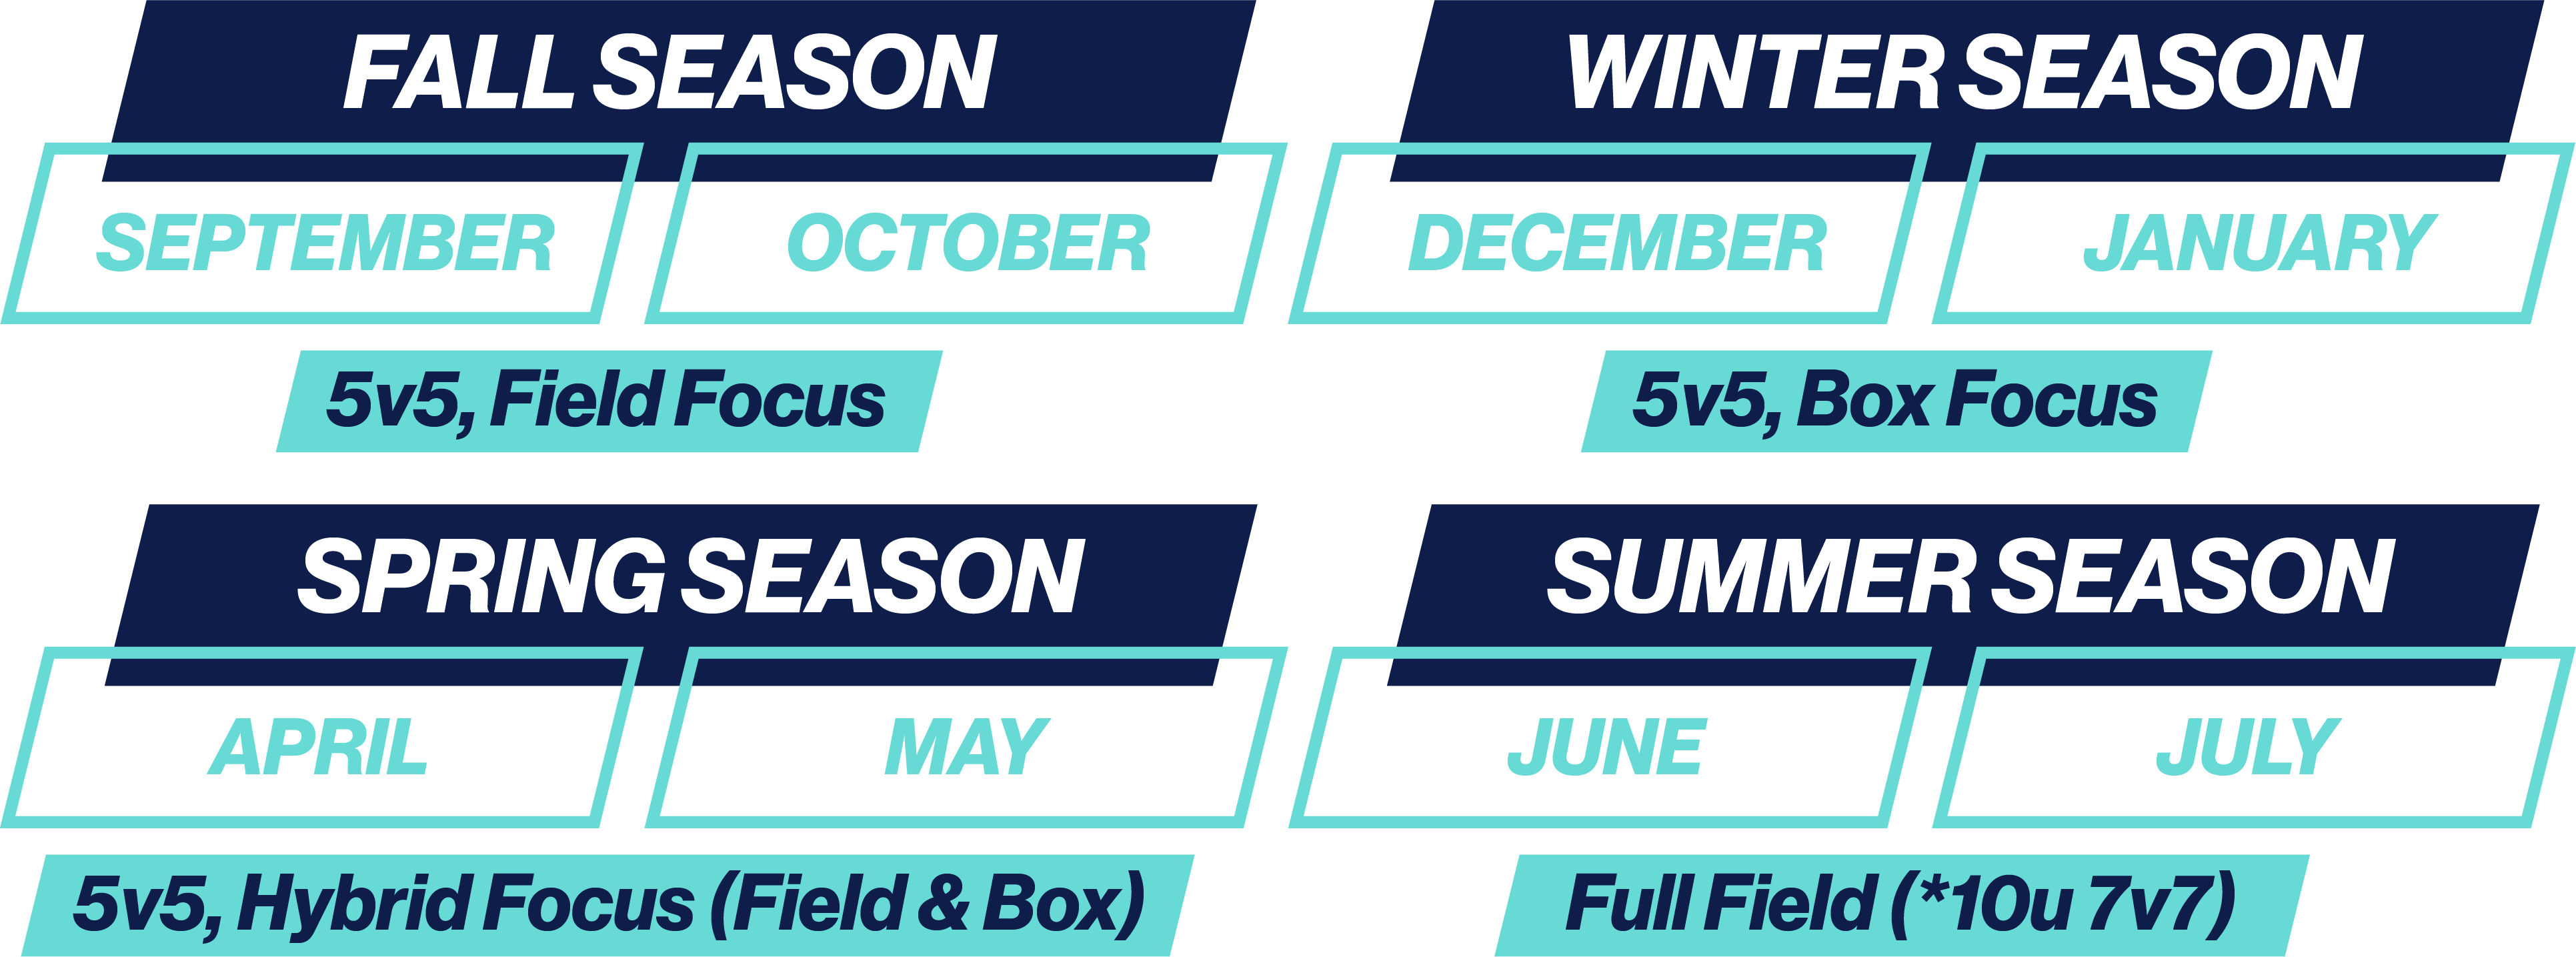 FALL SEASON
SEPTEMBER
OCTOBER
5v5, Field Focus
WINTER SEASON
DECEMBER
JANUARY
5v5, Box Focus
SPRING SEASON
APRIL
MAY
5v5, Hybrid Focus (Field & Box)
SUMMER SEASON
JUNE
JULY
Full Field (*10u 7v7)